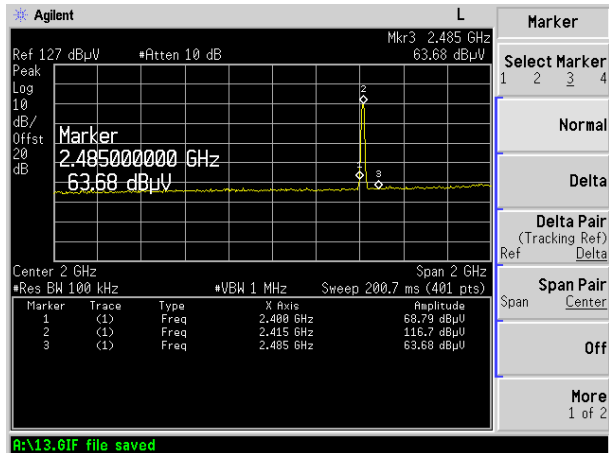 Agilent
L
Marker
Mkr3 2.485 GHz
Ref 127 dBµV #Atten 10 dB 63.68 dBµV
Select Marker
1 2 3 4
Peak
Log
10
dB/
Offst
20
dB
2
1
3
Marker
2.485000000 GHz
63.68 dBµV
Normal
Delta
Delta Pair
(Tracking Ref)
Ref Delta
Center 2 GHz Span 2 GHz
#Res BW 100 kHz #VBW 1 MHz Sweep 200.7 ms (401 pts)
Span Pair
Span Center
Marker Trace Type X Axis Amplitude
1 (1) Freq 2.400 GHz 68.79 dBµV
2 (1) Freq 2.415 GHz 116.7 dBµV
3 (1) Freq 2.485 GHz 63.68 dBµV
Off
More
1 of 2
A:\13.GIF file saved